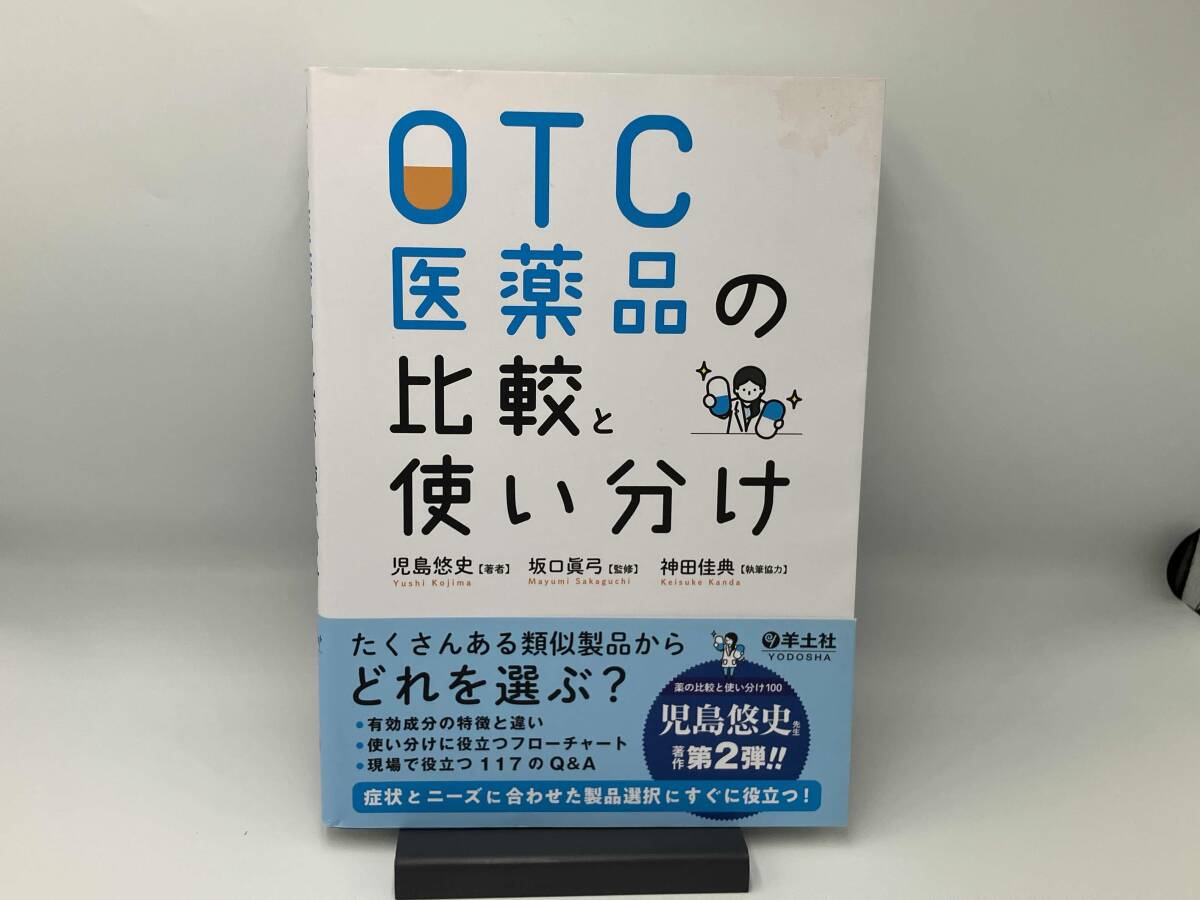 OTC
医薬品の
比較と
使い分け
児島悠史【著者】 坂口眞弓【監修】 神田佳典【執筆協力】
Yushi Kojima Mayumi Sakaguchi Keisuke Kanda
たくさんある類似製品から
どれを選ぶ？
•有効成分の特徴と違い
•使い分けに役立つフローチャート
•現場で役立つ117のQ&A
羊土社
YODOSHA
薬の比較と使い分け100
児島悠史先生
著作第2弾!!
症状とニーズに合わせた製品選択にすぐに役立つ！